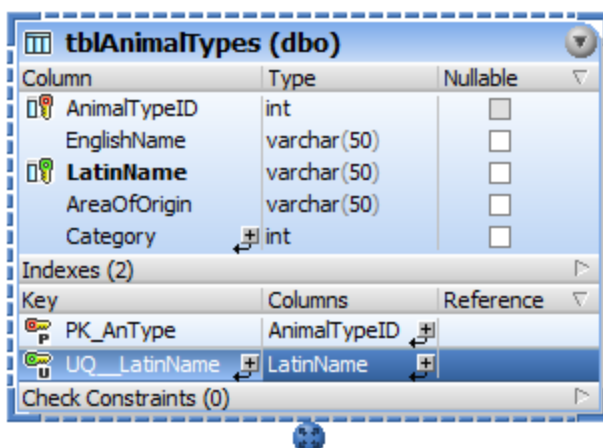 tblAnimalTypes (dbo)
Column Type Nullable
AnimalTypeID int
EnglishName varchar(50)
LatinName varchar(50)
AreaOfOrigin varchar(50)
Category int
Indexes (2)
Key Columns Reference
P PK_AnType AnimalTypeID
U UQ__LatinName LatinName
Check Constraints (0)